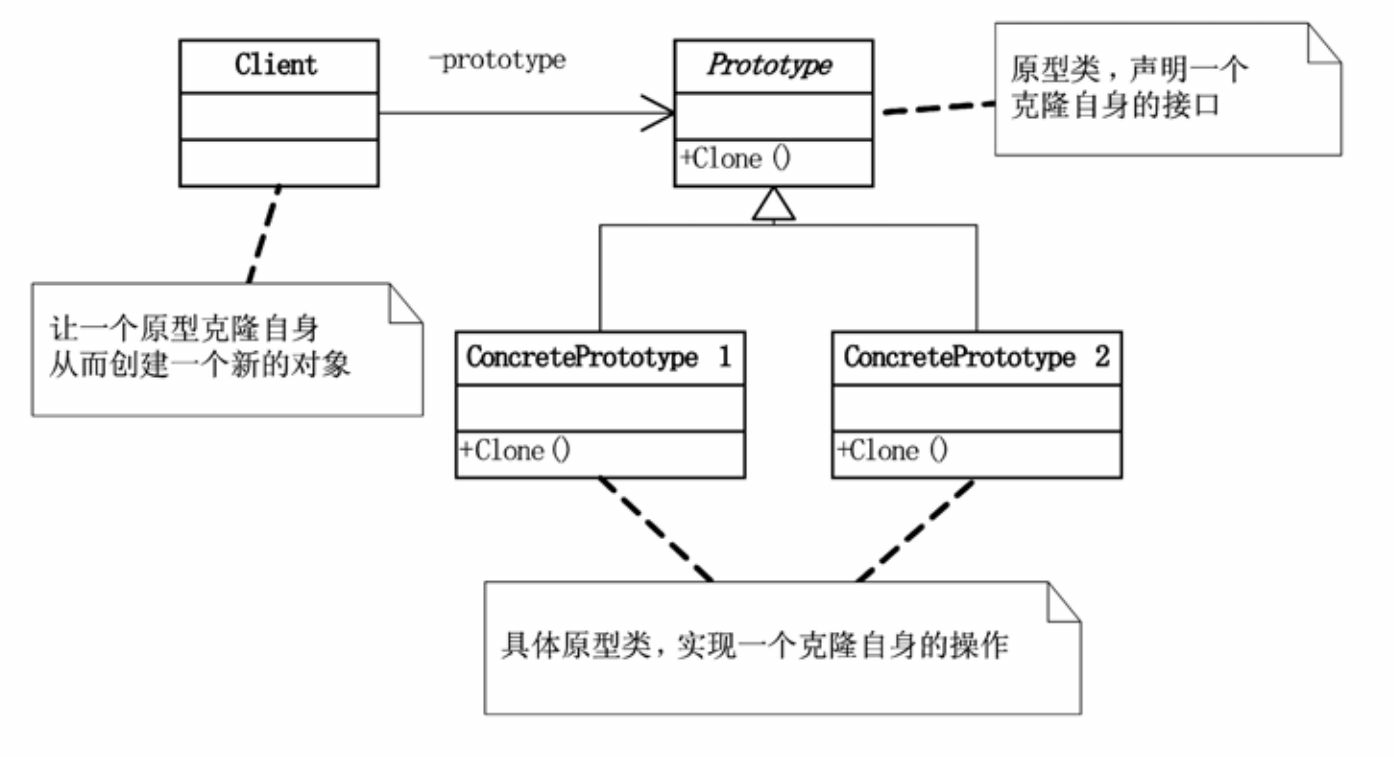 Client
-prototype
Prototype
+Clone()
原型类，声明一个
克隆自身的接口
让一个原型克隆自身
从而创建一个新的对象
ConcretePrototype 1
+Clone()
ConcretePrototype 2
+Clone()
具体原型类，实现一个克隆自身的操作